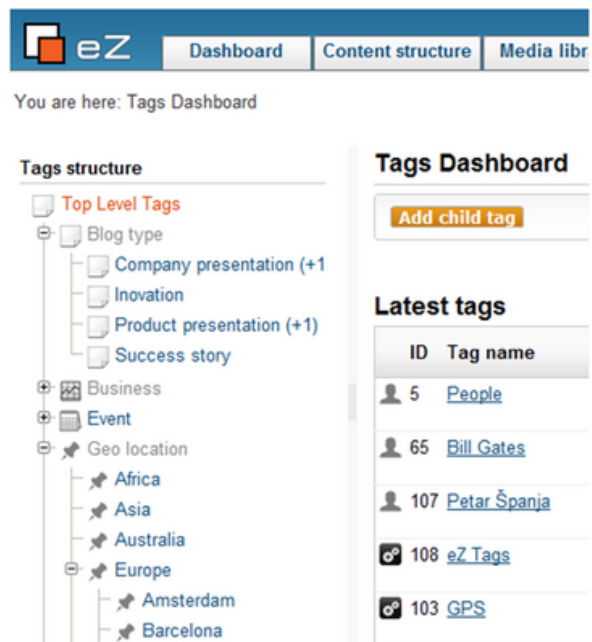 eZ Dashboard Content structure Media libr
You are here: Tags Dashboard
Tags structure
Top Level Tags
Blog type
Company presentation (+1
Inovation
Product presentation (+1)
Success story
Business
Event
Geo location
Africa
Asia
Australia
Europe
Amsterdam
Barcelona
Tags Dashboard
Add child tag
Latest tags
ID Tag name
5 People
65 Bill Gates
107 Petar Španja
108 eZ Tags
103 GPS